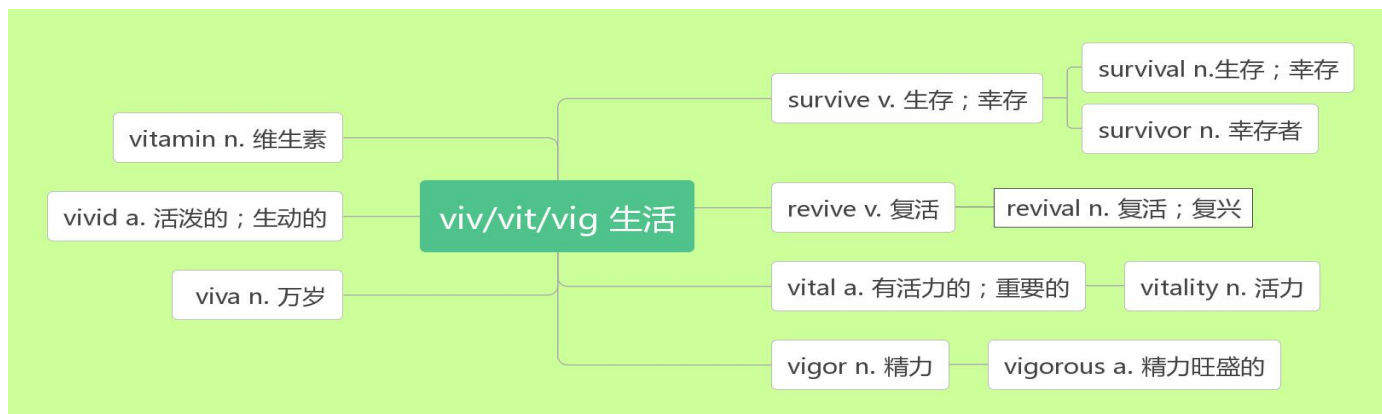 viv/vit/vig 生活
vitamin n. 维生素
vivid a. 活泼的；生动的
viva n. 万岁
survive v. 生存；幸存
survival n.生存；幸存
survivor n. 幸存者
revive v. 复活
revival n. 复活；复兴
vital a. 有活力的；重要的
vitality n. 活力
vigor n. 精力
vigorous a. 精力旺盛的